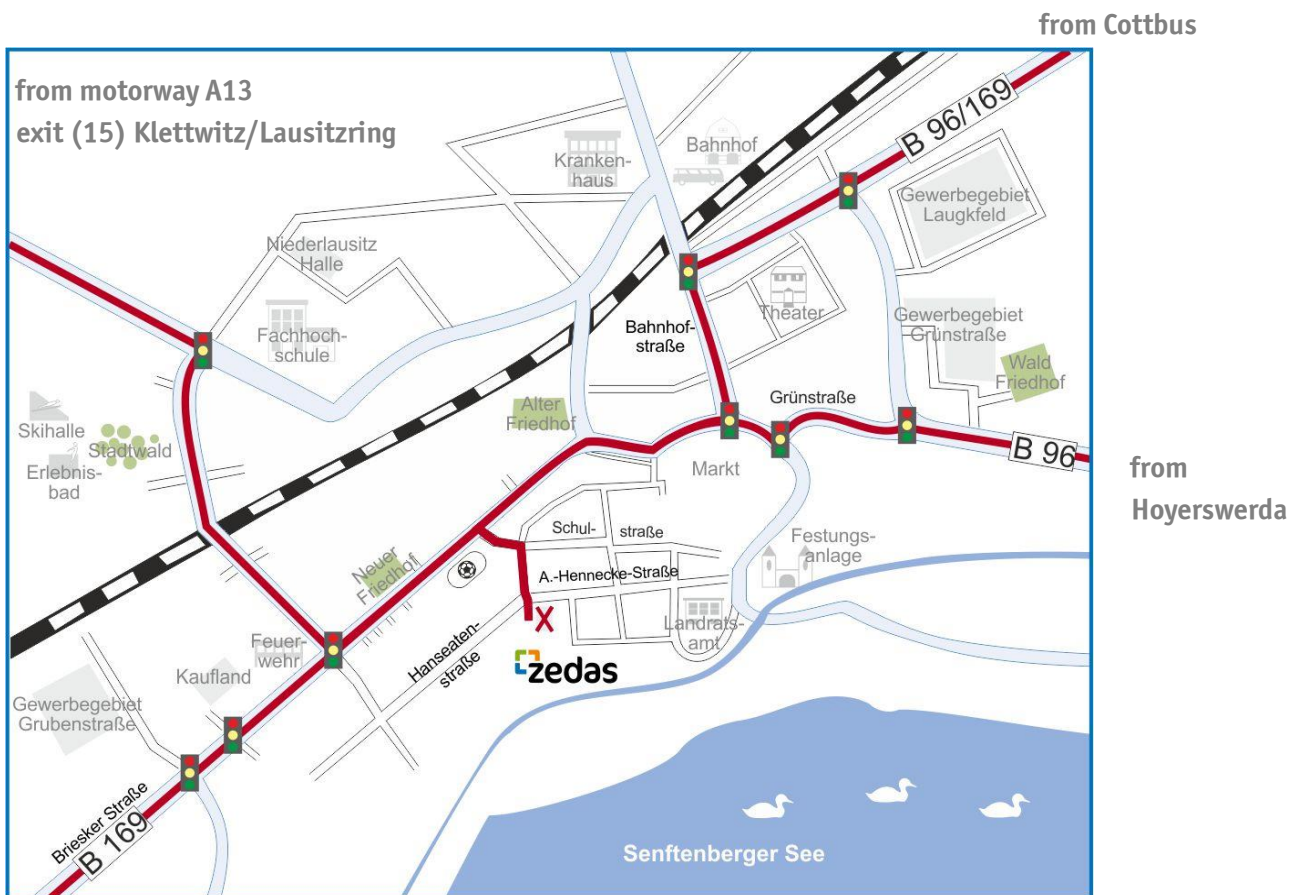 from Cottbus
from motorway A13
exit (15) Klettwitz/Lausitzring
B 96/169
Bahnhof
Kranken-
haus
Gewerbegebiet
Laugkfeld
Niederlausitz
Halle
Theater
Fachhoch-
schule
Bahnhof-
straße
Gewerbegebiet
Grünstraße
Wald
Friedhof
Alter
Friedhof
Grünstraße
Skihalle
Stadtwald
Erlebnis-
bad
Markt
B 96
from
Hoyerswerda
Schul-
straße
Festungs-
anlage
Neuer
Friedhof
A.-Hennecke-Straße
Landrats-
amt
Feuer-
wehr
Hanseaten-
straße
X
zedas
Kaufland
Gewerbegebiet
Grubenstraße
Briesker Straße
B 169
Senftenberger See